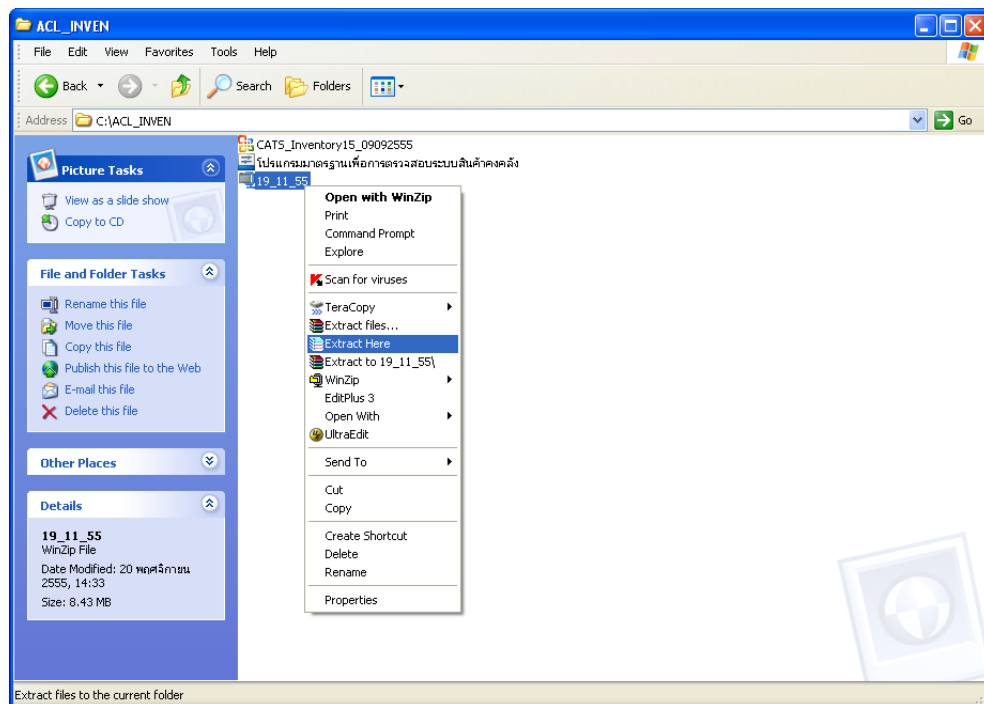 ACL_INVEN
File Edit View Favorites Tools Help
Back Search Folders
Address C:\ACL_INVEN Go
Picture Tasks
View as a slide show
Copy to CD
File and Folder Tasks
Rename this file
Move this file
Copy this file
Publish this file to the Web
E-mail this file
Delete this file
Other Places
Details
19_11_55
WinZip File
Date Modified: 20 พฤศจิกายน
2555, 14:33
Size: 8.43 MB
CATS_Inventory15_09092555
โปรแกรมมาตรฐานเพื่อการตรวจสอบระบบสินค้าคงคลัง
19_11_55
Open with WinZip
Print
Command Prompt
Explore
Scan for viruses
TeraCopy
Extract files...
Extract Here
Extract to 19_11_55\
WinZip
EditPlus 3
Open With
UltraEdit
Send To
Cut
Copy
Create Shortcut
Delete
Rename
Properties
Extract files to the current folder